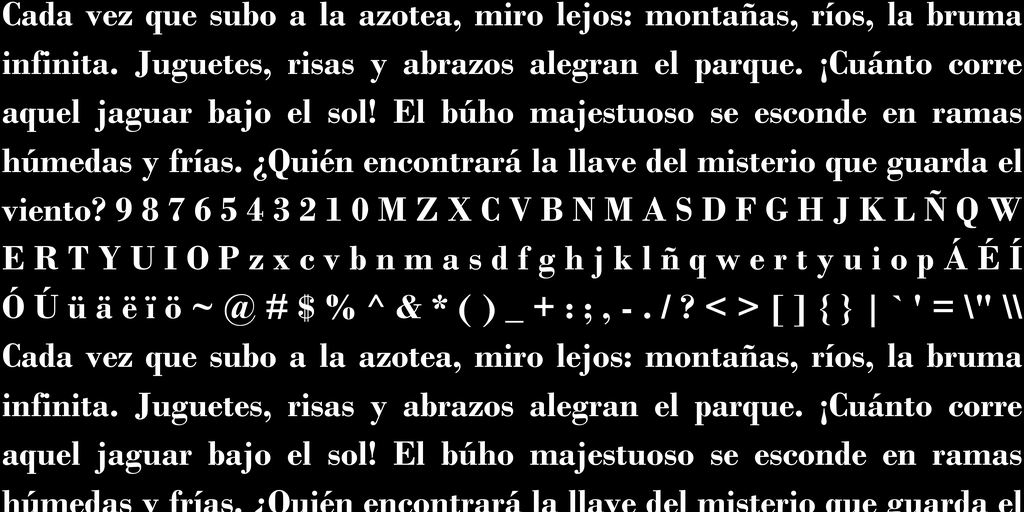 Cada vez que subo a la azotea, miro lejos: montañas, ríos, la bruma
infinita. Juguetes, risas y abrazos alegran el parque. ¡Cuánto corre
aquel jaguar bajo el sol! El búho majestuoso se esconde en ramas
húmedas y frías. ¿Quién encontrará la llave del misterio que guarda el
viento? 9 8 7 6 5 4 3 2 1 0 M Z X C V B N M A S D F G H J K L Ñ Q W
E R T Y U I O P z x c v b n m a s d f g h j k l ñ q w e r t y u i o p Á É Í
Ó Ú ü ä ë ï ö ~ @ # $ % ^ & * ( ) _ + : ; , - . / ? < > [ ] { } | ` ' = \" \\
Cada vez que subo a la azotea, miro lejos: montañas, ríos, la bruma
infinita. Juguetes, risas y abrazos alegran el parque. ¡Cuánto corre
aquel jaguar bajo el sol! El búho majestuoso se esconde en ramas
húmedas y frías. ¿Quién encontrará la llave del misterio que guarda el